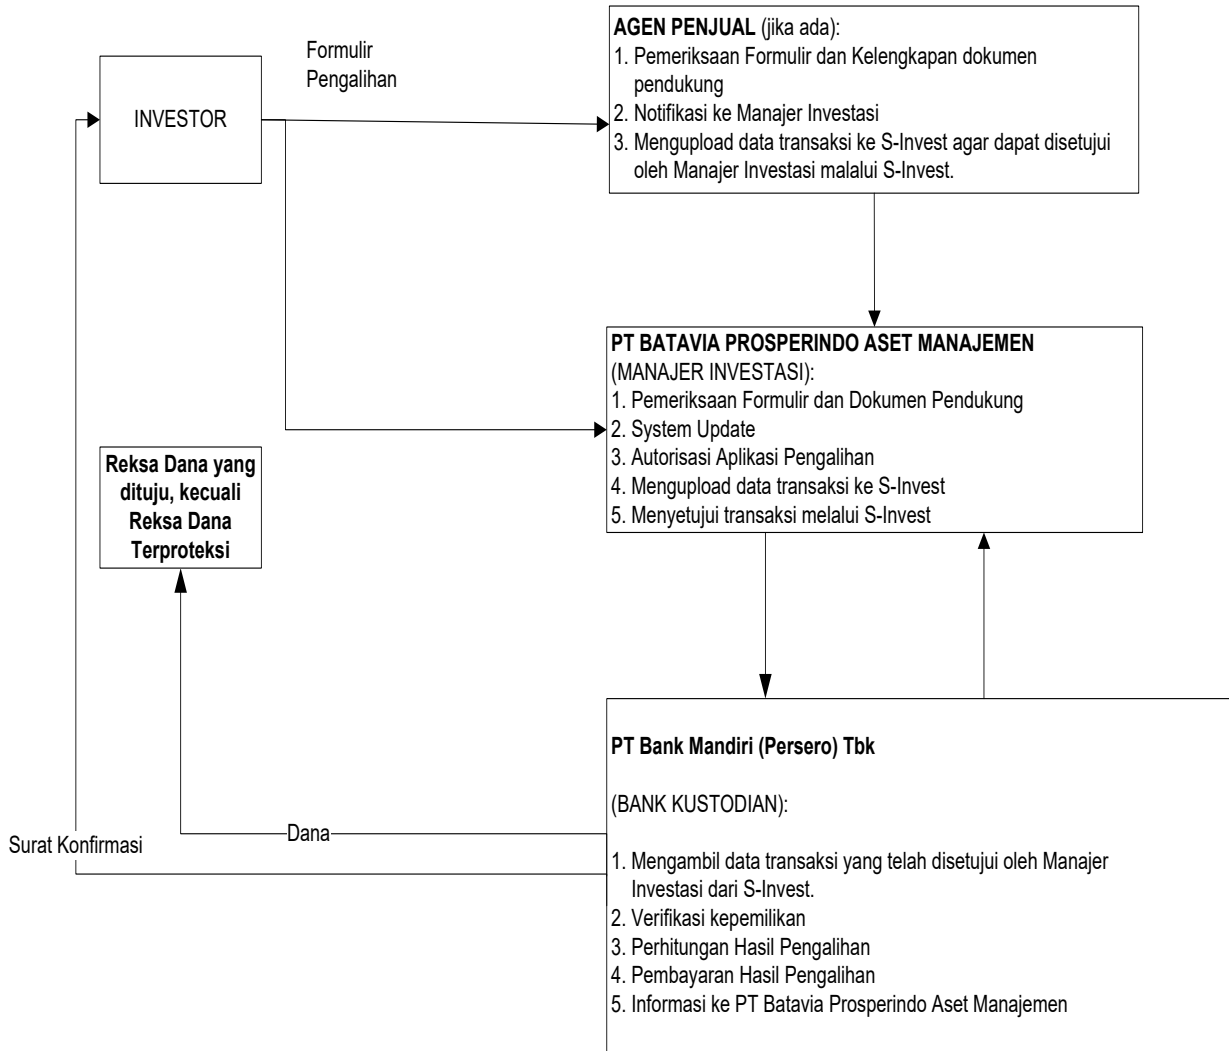 Formulir
Pengalihan
INVESTOR
AGEN PENJUAL (jika ada):
1. Pemeriksaan Formulir dan Kelengkapan dokumen
pendukung
2. Notifikasi ke Manajer Investasi
3. Mengupload data transaksi ke S-Invest agar dapat disetujui
oleh Manajer Investasi malalui S-Invest.
PT BATAVIA PROSPERINDO ASET MANAJEMEN
(MANAJER INVESTASI):
1. Pemeriksaan Formulir dan Dokumen Pendukung
2. System Update
3. Autorisasi Aplikasi Pengalihan
4. Mengupload data transaksi ke S-Invest
5. Menyetujui transaksi melalui S-Invest
Reksa Dana yang
dituju, kecuali
Reksa Dana
Terproteksi
PT Bank Mandiri (Persero) Tbk
(BANK KUSTODIAN):
1. Mengambil data transaksi yang telah disetujui oleh Manajer
Investasi dari S-Invest.
2. Verifikasi kepemilikan
3. Perhitungan Hasil Pengalihan
4. Pembayaran Hasil Pengalihan
5. Informasi ke PT Batavia Prosperindo Aset Manajemen
Dana
Surat Konfirmasi